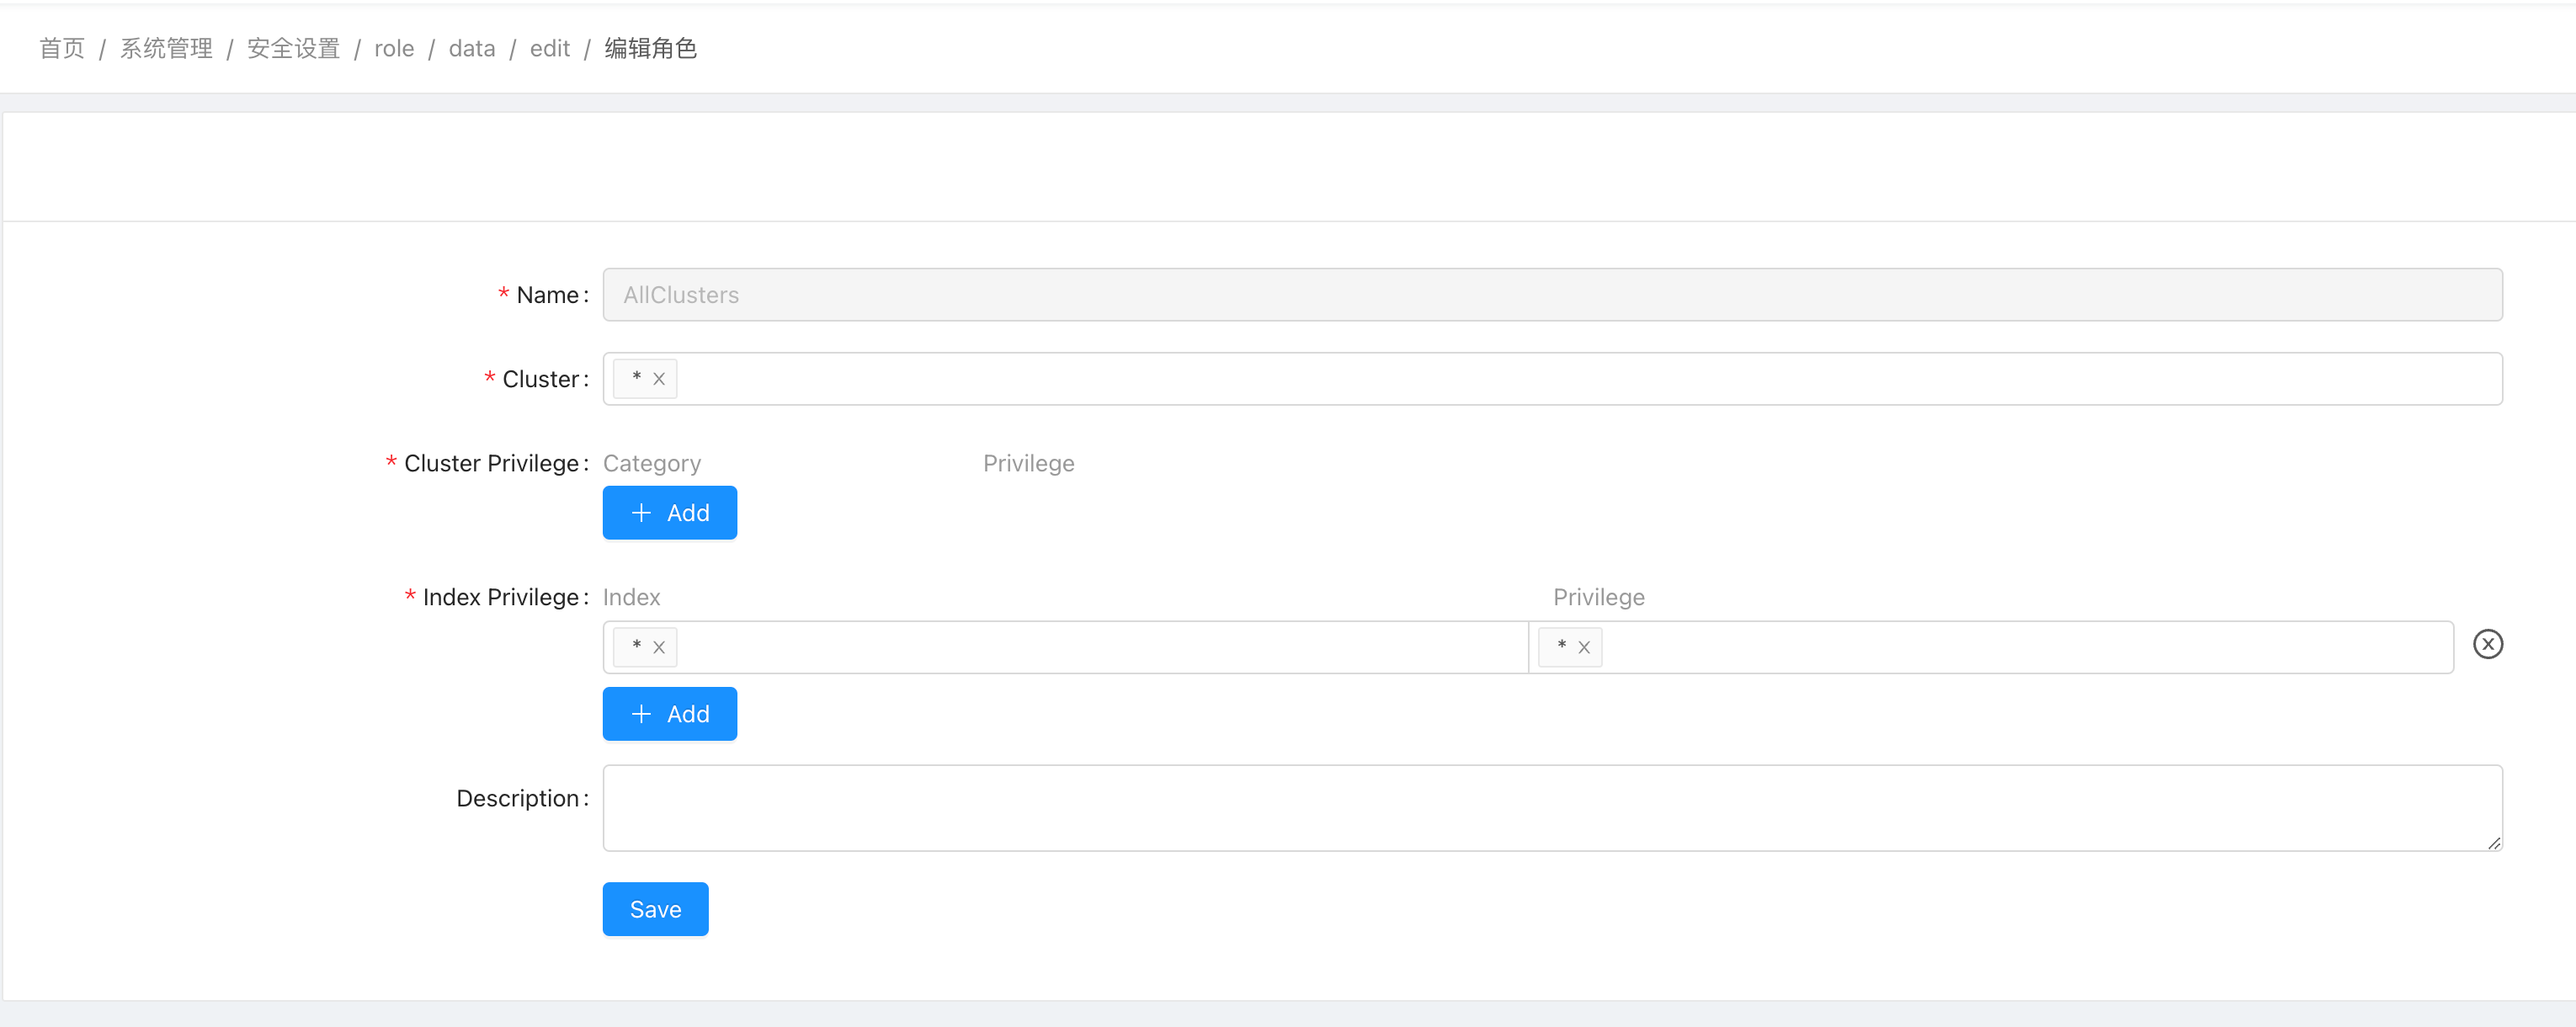 首页 / 系统管理 / 安全设置 / role / data / edit / 编辑角色
* Name: AllClusters
* Cluster: *
* Cluster Privilege: Category Privilege
Add
* Index Privilege: Index Privilege
* *
Add
Description:
Save